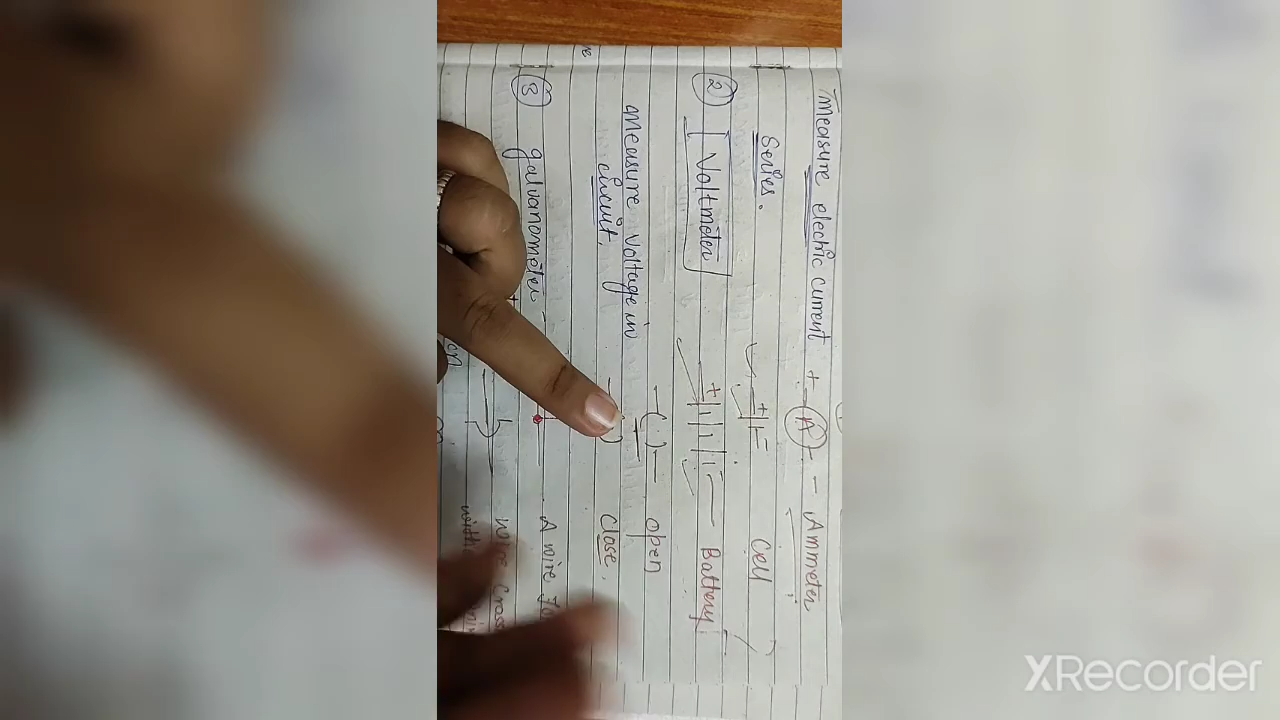 measure electric current + A - Ammeter
Series. Cell
② Voltmeter + Battery
measure voltage in open
circuit. close.
③ galvanometer A wire
wire
XRecorder